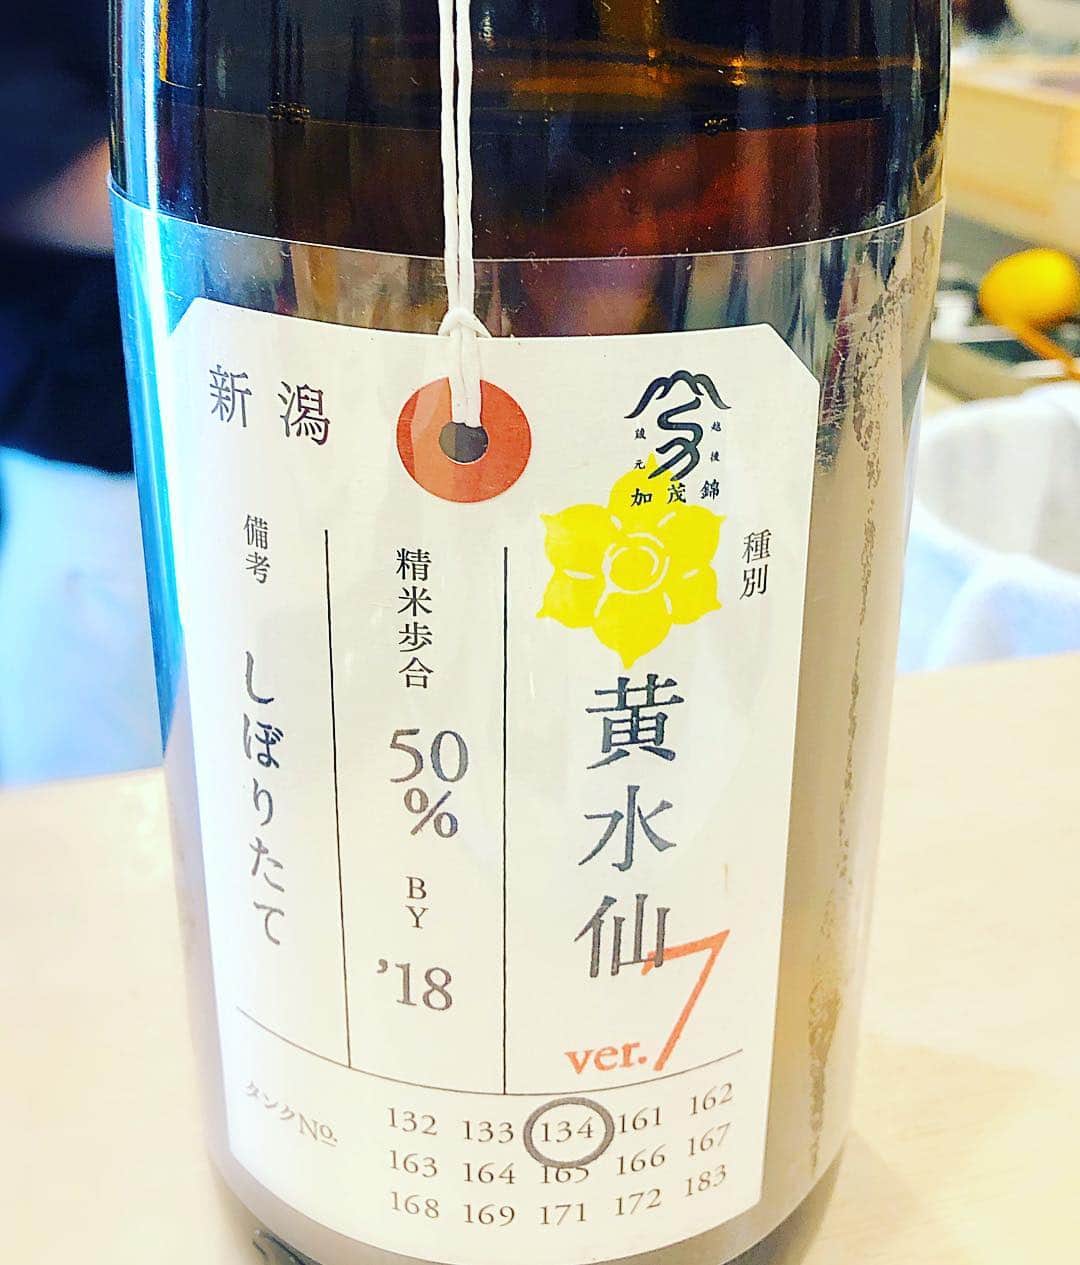 新潟
越後
醸元
加茂錦
種別
黄水仙
ver.7
精米歩合
50%
BY
’18
備考
しぼりたて
タンクNo.
132 133 134 161 162
163 164 165 166 167
168 169 171 172 183